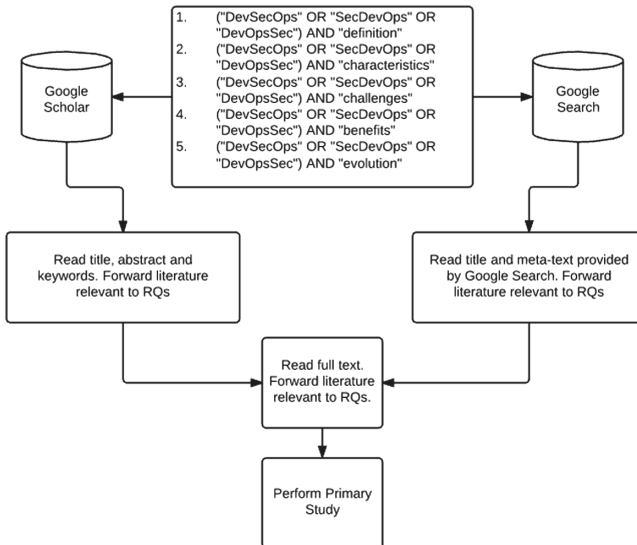 1. ("DevSecOps" OR "SecDevOps" OR
"DevOpsSec") AND "definition"
2. ("DevSecOps" OR "SecDevOps" OR
"DevOpsSec") AND "characteristics"
3. ("DevSecOps" OR "SecDevOps" OR
"DevOpsSec") AND "challenges"
4. ("DevSecOps" OR "SecDevOps" OR
"DevOpsSec") AND "benefits"
5. ("DevSecOps" OR "SecDevOps" OR
"DevOpsSec") AND "evolution"
Google
Scholar
Google
Search
Read title, abstract and
keywords. Forward literature
relevant to RQs
Read title and meta-text provided
by Google Search. Forward
literature relevant to RQs
Read full text.
Forward literature
relevant to RQs.
Perform Primary
Study